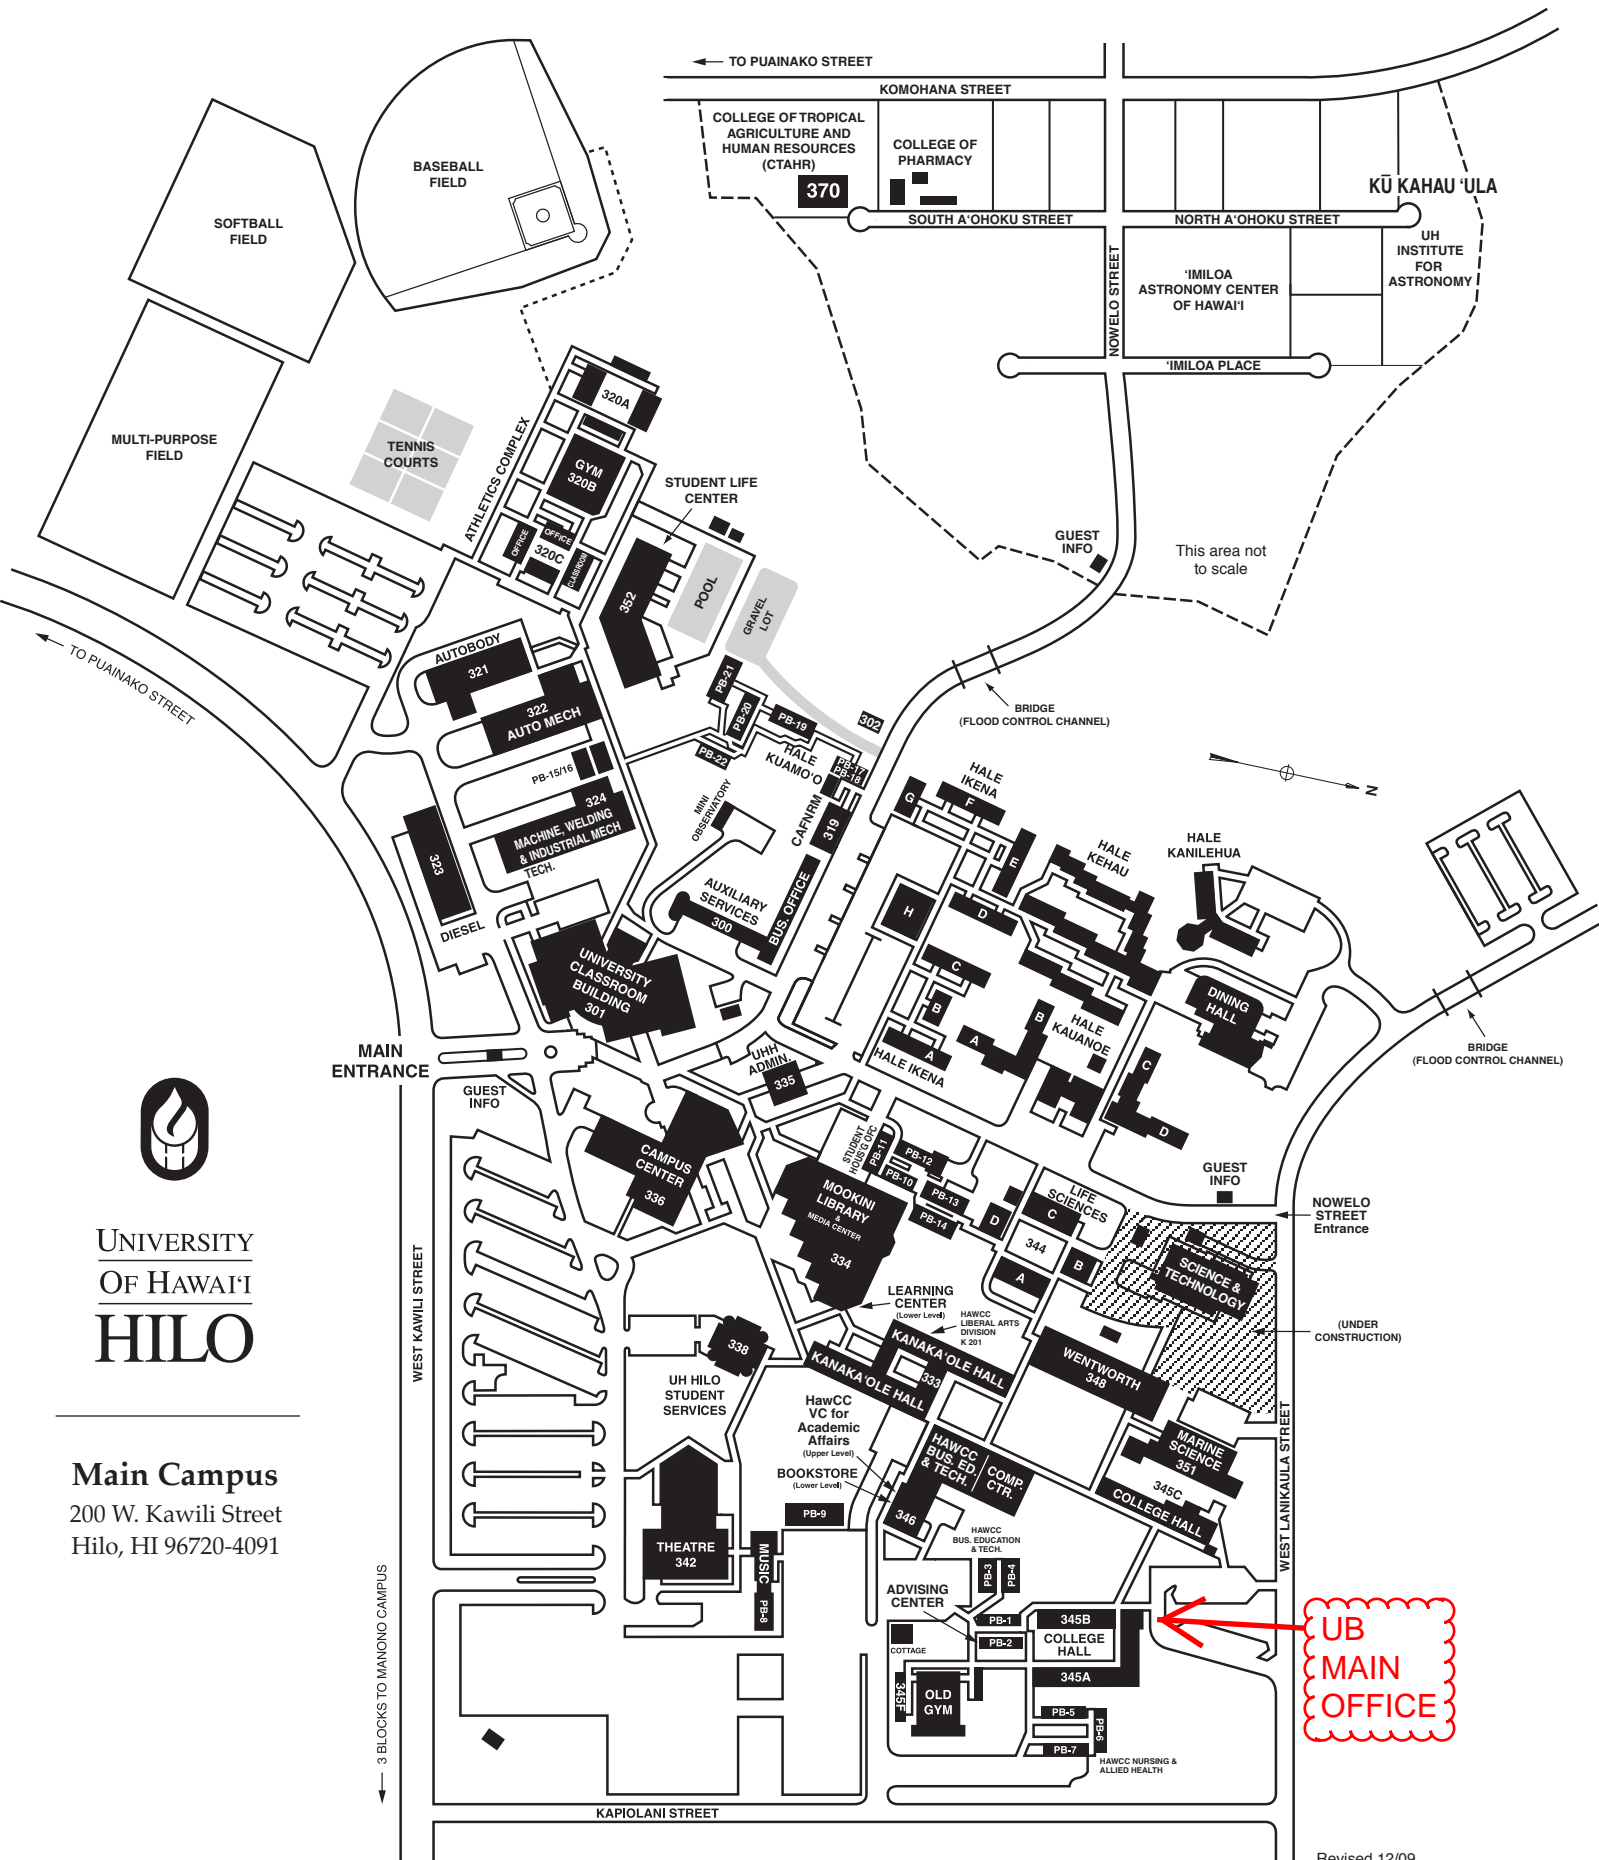 TO PUAINAKO STREET
KOMOHANA STREET
COLLEGE OF TROPICAL
AGRICULTURE AND
HUMAN RESOURCES
(CTAHR)
370
COLLEGE OF
PHARMACY
KŪ KAHAU ‘ULA
SOUTH A‘OHOKU STREET
NORTH A‘OHOKU STREET
UH
INSTITUTE
FOR
ASTRONOMY
‘IMILOA
ASTRONOMY CENTER
OF HAWAI‘I
NOWELO STREET
‘IMILOA PLACE
BASEBALL
FIELD
SOFTBALL
FIELD
MULTI-PURPOSE
FIELD
TENNIS
COURTS
ATHLETICS COMPLEX
320A
GYM
320B
OFFICE
OFFICE
320C
CLASSROOM
STUDENT LIFE
CENTER
352
POOL
GRAVEL
LOT
GUEST
INFO
This area not
to scale
TO PUAINAKO STREET
AUTOBODY
321
322
AUTO MECH
PB-15/16
324
MACHINE, WELDING
& INDUSTRIAL MECH
TECH.
323
DIESEL
PB-21
PB-20
PB-19
PB-22
HALE
KUAMO‘O
302
PB-17
PB-18
MINI
OBSERVATORY
CAFNRM
319
AUXILIARY
SERVICES
300
BUS. OFFICE
BRIDGE
(FLOOD CONTROL CHANNEL)
N
HALE
IKENA
G
F
E
H
D
C
B
A
HALE IKENA
HALE
KEHAU
HALE
KANILEHUA
HALE
KAUANOE
A
B
C
D
DINING
HALL
BRIDGE
(FLOOD CONTROL CHANNEL)
UNIVERSITY
CLASSROOM
BUILDING
301
MAIN
ENTRANCE
GUEST
INFO
UHH
ADMIN.
335
CAMPUS
CENTER
336
STUDENT
HOUS'G OFC
PB-11
PB-12
PB-10
PB-13
PB-14
MOOKINI
LIBRARY
&
MEDIA CENTER
334
LIFE
SCIENCES
D
C
344
A
B
GUEST
INFO
NOWELO
STREET
Entrance
SCIENCE &
TECHNOLOGY
(UNDER
CONSTRUCTION)
LEARNING
CENTER
(Lower Level)
HAWCC
LIBERAL ARTS
DIVISION
K 201
KANAKA‘OLE HALL
KANAKA‘OLE HALL
333
WENTWORTH
348
338
UH HILO
STUDENT
SERVICES
HawCC
VC for
Academic
Affairs
(Upper Level)
BOOKSTORE
(Lower Level)
HAWCC
BUS. ED.
& TECH.
COMP.
CTR.
346
MARINE
SCIENCE
351
345C
COLLEGE HALL
WEST KAWILI STREET
WEST LANIKAULA STREET
UNIVERSITY
OF HAWAI‘I
HILO
Main Campus
200 W. Kawili Street
Hilo, HI 96720-4091
THEATRE
342
MUSIC
PB-8
PB-9
HAWCC
BUS. EDUCATION
& TECH.
PB-3
PB-4
ADVISING
CENTER
PB-1
PB-2
345B
COLLEGE
HALL
345A
COTTAGE
345F
OLD
GYM
PB-5
PB-6
PB-7
HAWCC NURSING &
ALLIED HEALTH
UB
MAIN
OFFICE
3 BLOCKS TO MANONO CAMPUS
KAPIOLANI STREET
Revised 12/09